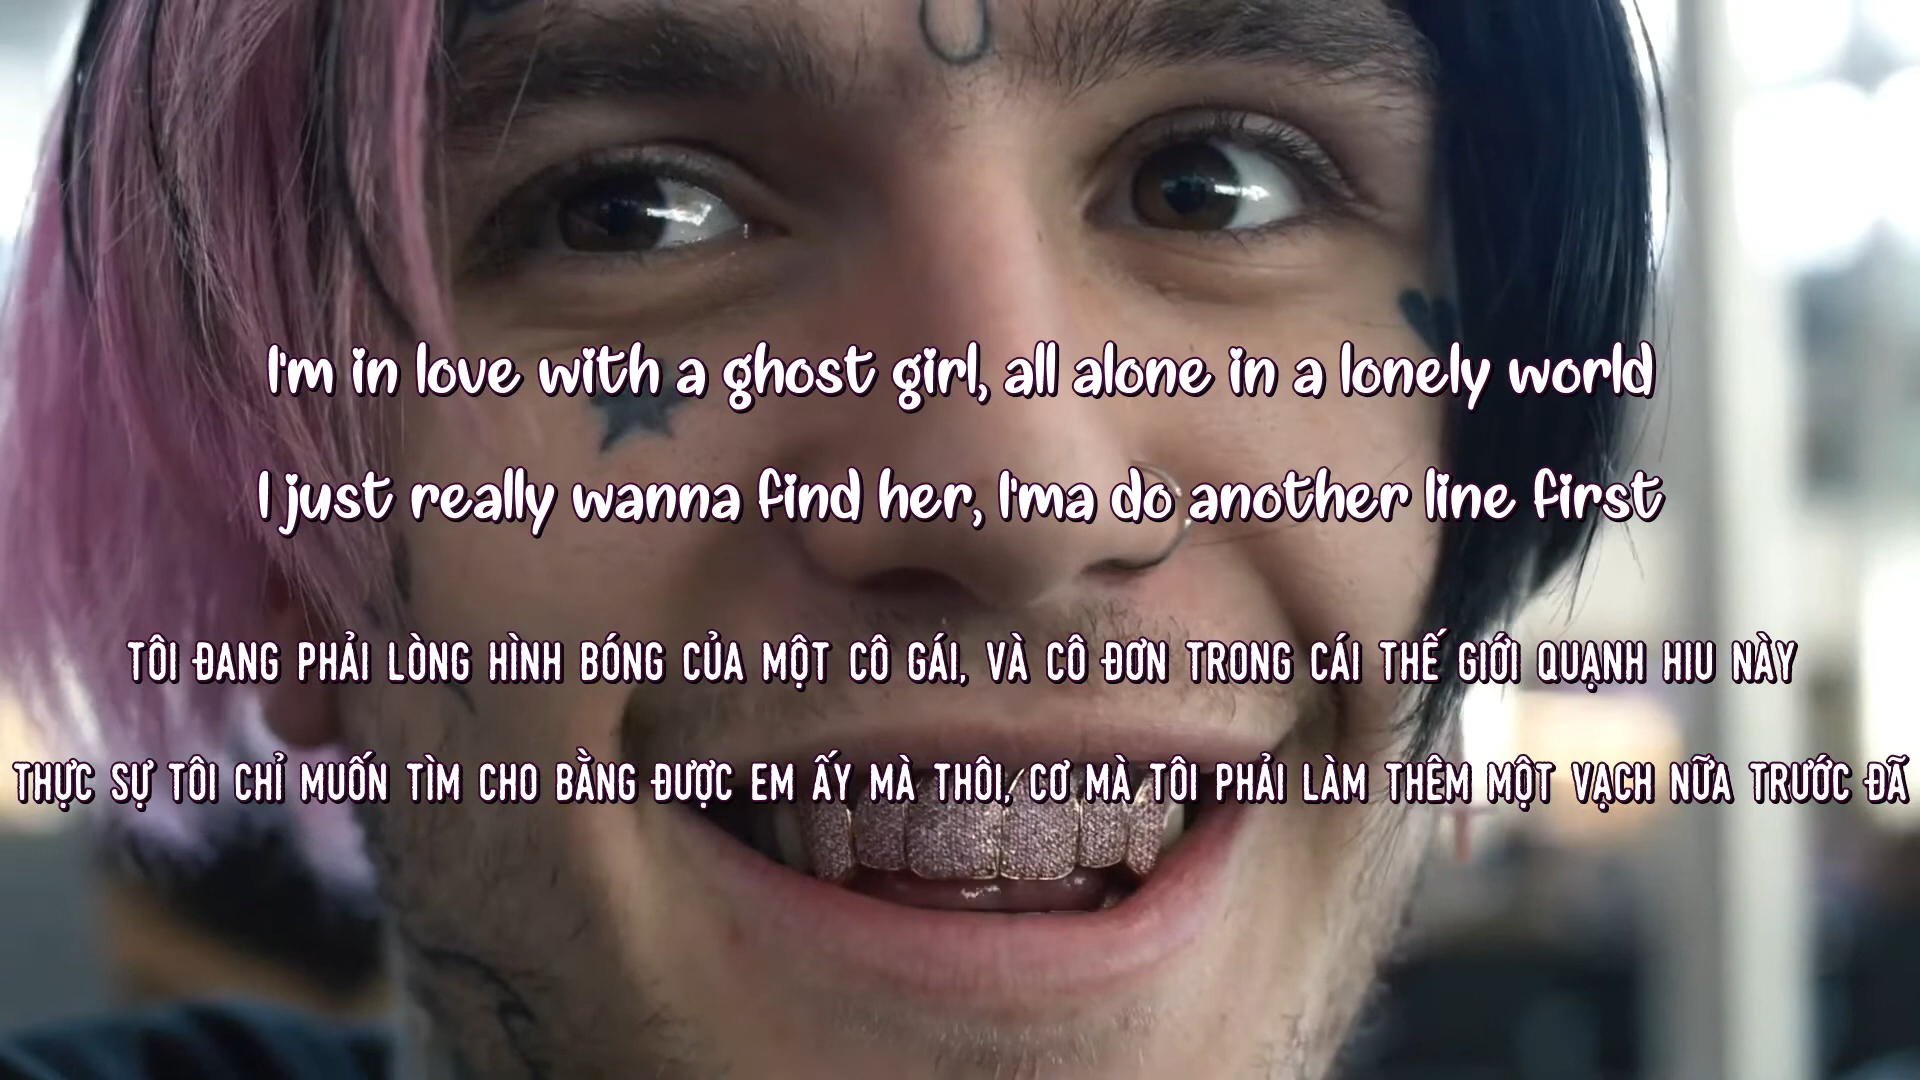 I'm in love with a ghost girl, all alone in a lonely world
I just really wanna find her, I'ma do another line first
TÔI ĐANG PHẢI LÒNG HÌNH BÓNG CỦA MỘT CÔ GÁI, VÀ CÔ ĐƠN TRONG CÁI THẾ GIỚI QUẠNH HIU NÀY
THỰC SỰ TÔI CHỈ MUỐN TÌM CHO BẰNG ĐƯỢC EM ẤY MÀ THÔI, CƠ MÀ TÔI PHẢI LÀM THÊM MỘT VẠCH NỮA TRƯỚC ĐÃ